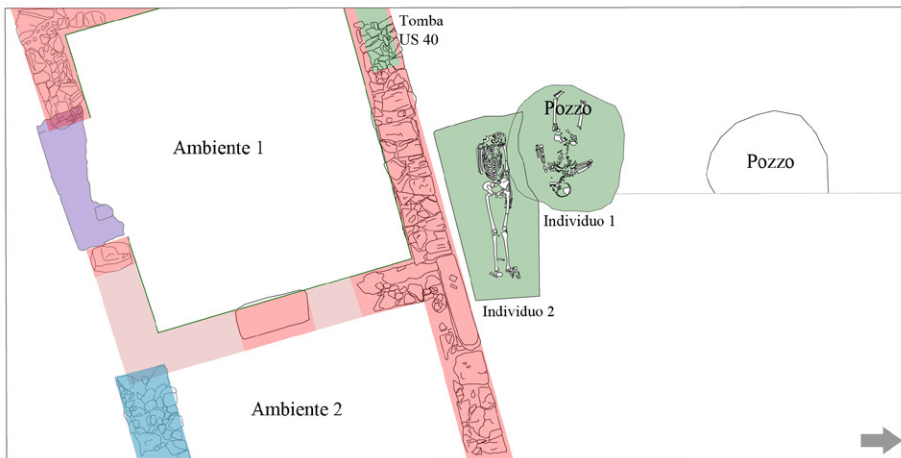 Tomba
US 40
Pozzo
Ambiente 1
Pozzo
Individuo 1
Individuo 2
Ambiente 2